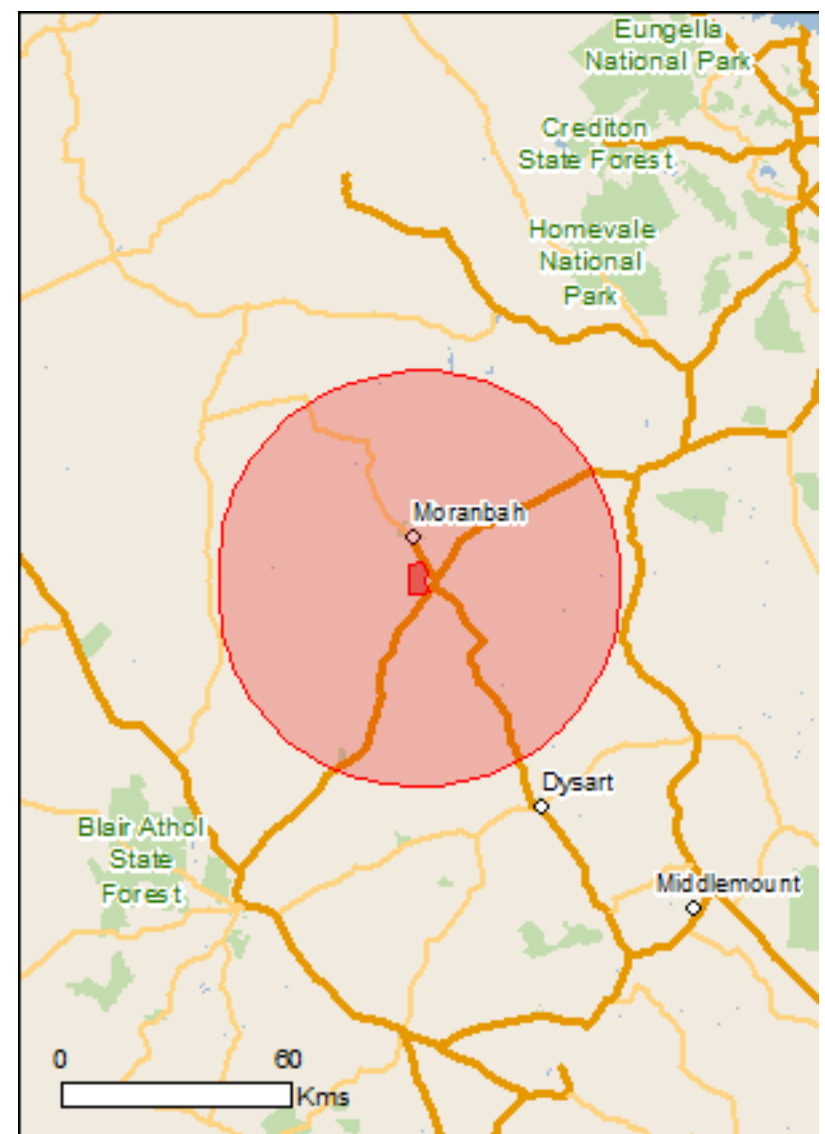 Eungella
National Park
Crediton
State Forest
Homevale
National
Park
Moranbah
Dysart
Blair Athol
State
Forest
Middlemount
0 60
Kms